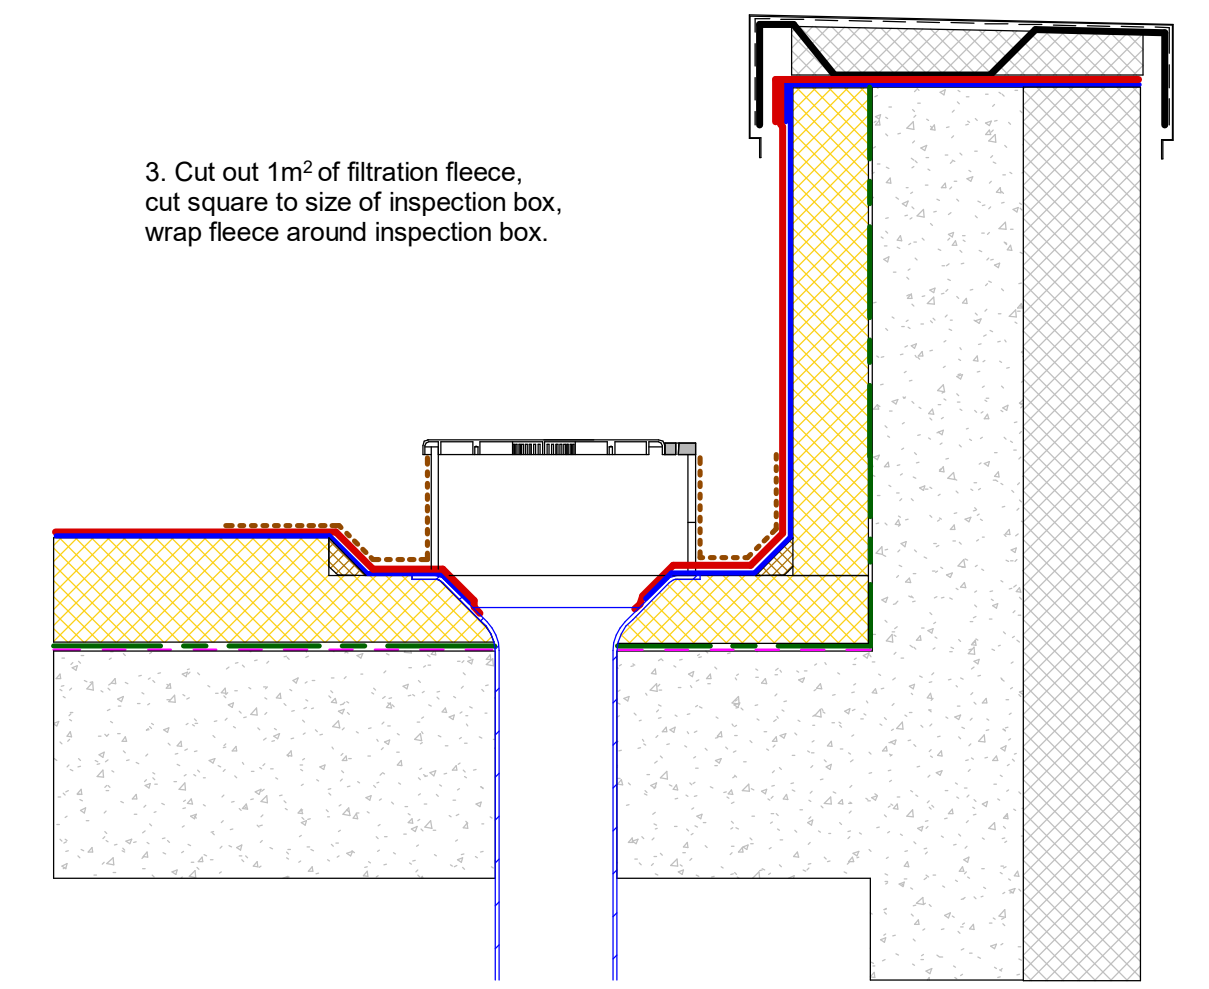 3. Cut out 1m² of filtration fleece,
cut square to size of inspection box,
wrap fleece around inspection box.